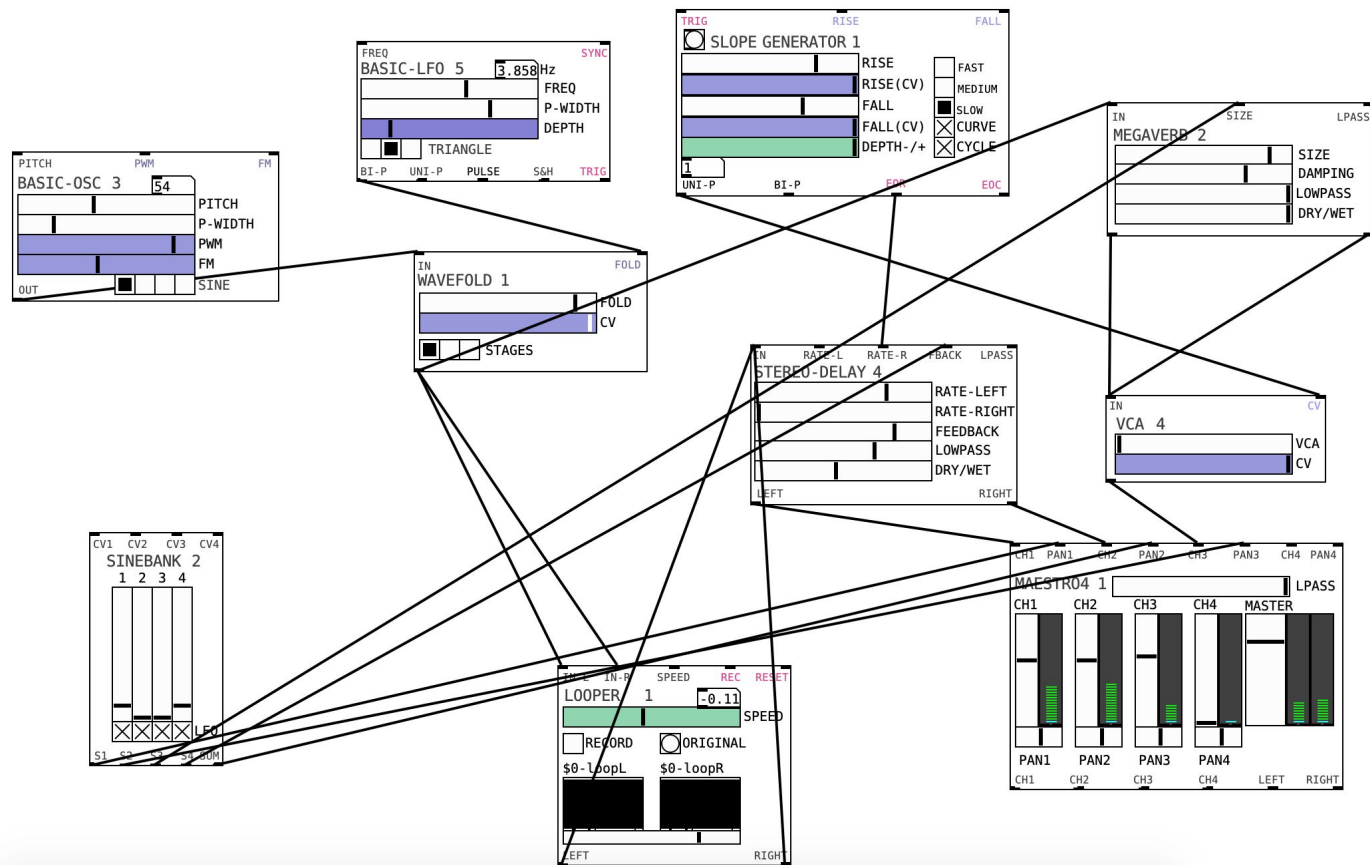 TRIG RISE FALL
SLOPE GENERATOR 1
RISE
RISE(CV)
FALL
FALL(CV)
DEPTH-/+
FAST
MEDIUM
SLOW
CURVE
CYCLE
1
UNI-P BI-P EOR EOC
FREQ SYNC
BASIC-LFO 5 3.858 Hz
FREQ
P-WIDTH
DEPTH
TRIANGLE
BI-P UNI-P PULSE S&H TRIG
IN SIZE LPASS
MEGAVERB 2
SIZE
DAMPING
LOWPASS
DRY/WET
PITCH PWM FM
BASIC-OSC 3 54
PITCH
P-WIDTH
PWM
FM
SINE
OUT
IN FOLD
WAVEFOLD 1
FOLD
CV
STAGES
IN RATE-L RATE-R FBACK LPASS
STEREO-DELAY 4
RATE-LEFT
RATE-RIGHT
FEEDBACK
LOWPASS
DRY/WET
LEFT RIGHT
IN CV
VCA 4
VCA
CV
CV1 CV2 CV3 CV4
SINEBANK 2
1 2 3 4
LFO
S1 S2 S3 S4 SUM
CH1 PAN1 CH2 PAN2 CH3 PAN3 CH4 PAN4
MAESTRO4 1 LPASS
CH1 CH2 CH3 CH4 MASTER
PAN1 PAN2 PAN3 PAN4
CH1 CH2 CH3 CH4 LEFT RIGHT
IN-L IN-R SPEED REC RESET
LOOPER 1 -0.11
SPEED
RECORD ORIGINAL
$0-loopL $0-loopR
LEFT RIGHT